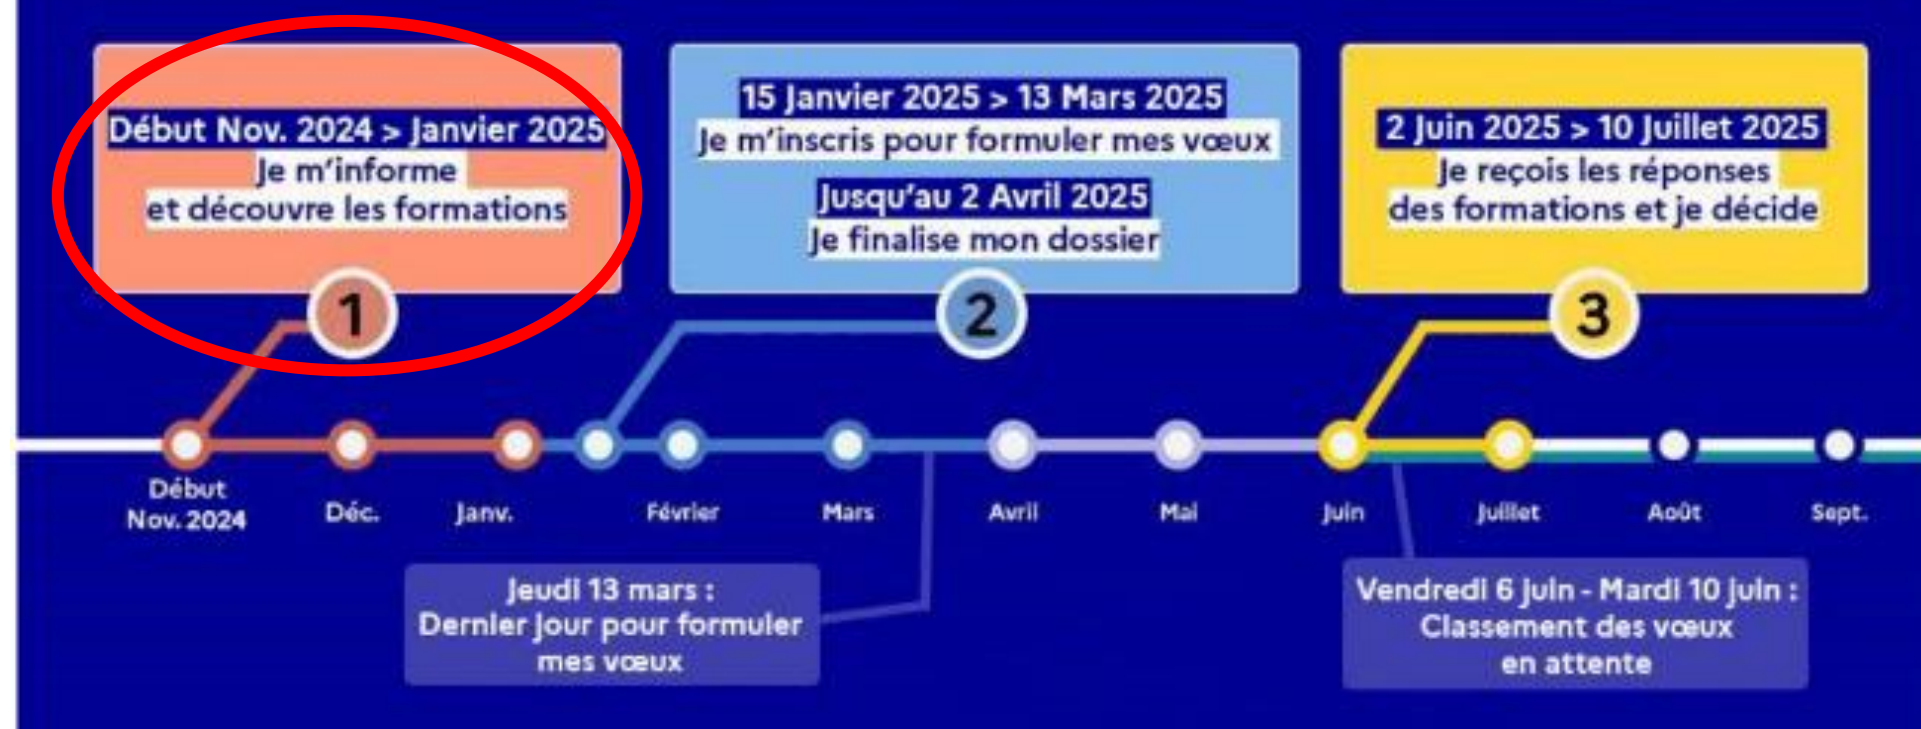 Début Nov. 2024 > Janvier 2025
Je m'informe
et découvre les formations
1
15 Janvier 2025 > 13 Mars 2025
Je m'inscris pour formuler mes vœux
Jusqu'au 2 Avril 2025
Je finalise mon dossier
2
2 Juin 2025 > 10 Juillet 2025
Je reçois les réponses
des formations et je décide
3
Début
Nov. 2024
Déc.
Janv.
Février
Mars
Avril
Mai
Juin
Juillet
Août
Sept.
Jeudi 13 mars :
Dernier jour pour formuler
mes vœux
Vendredi 6 juin - Mardi 10 juin :
Classement des vœux
en attente